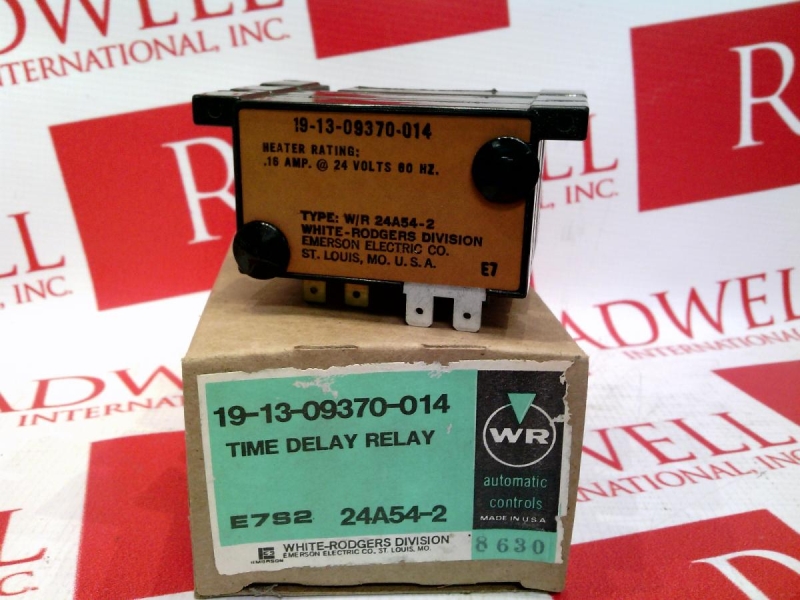 RADWELL
INTERNATIONAL, INC.
19-13-09370-014
HEATER RATING:
.16 AMP. @ 24 VOLTS 60 HZ.
TYPE: W/R 24A54-2
WHITE-RODGERS DIVISION
EMERSON ELECTRIC CO.
ST. LOUIS, MO. U.S.A.
E7
19-13-09370-014
TIME DELAY RELAY
E7S2 24A54-2
WHITE-RODGERS DIVISION
EMERSON ELECTRIC CO., ST. LOUIS, MO.
EMERSON
WR
automatic
controls
MADE IN U.S.A.
8630